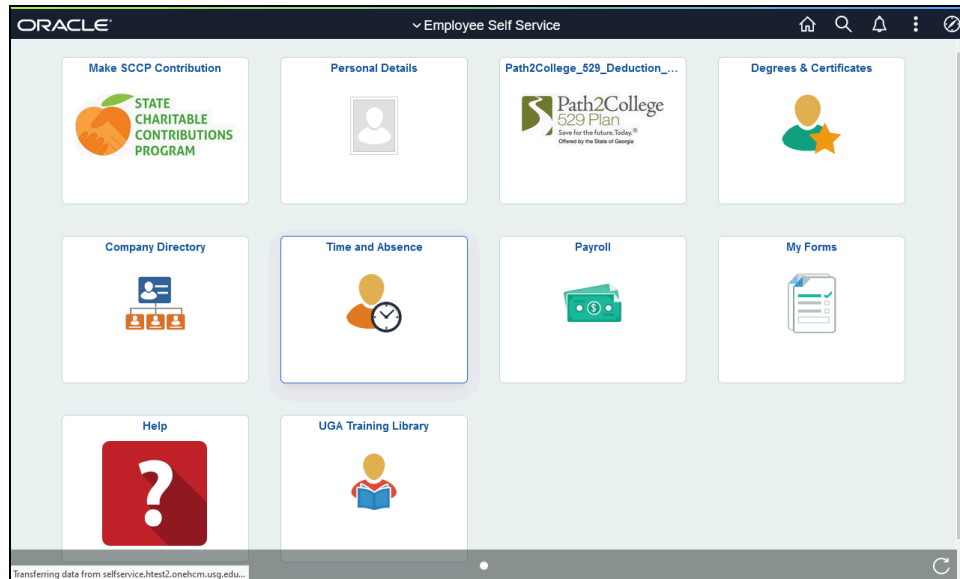 ORACLE
Employee Self Service
Make SCCP Contribution
STATE
CHARITABLE
CONTRIBUTIONS
PROGRAM
Personal Details
Path2College_529_Deduction_...
Path2College
529 Plan
Save for the future.Today.®
Offered by the State of Georgia
Degrees & Certificates
Company Directory
Time and Absence
Payroll
$
My Forms
Help
?
UGA Training Library
Transferring data from selfservice.htest2.onehcm.usg.edu...